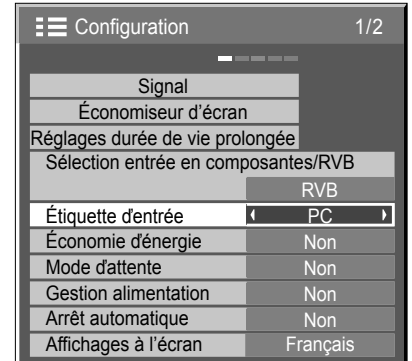 Configuration 1/2
Signal
Économiseur d’écran
Réglages durée de vie prolongée
Sélection entrée en composantes/RVB
RVB
Étiquette d'entrée PC
Économie d'énergie Non
Mode d'attente Non
Gestion alimentation Non
Arrêt automatique Non
Affichages à l’écran Français